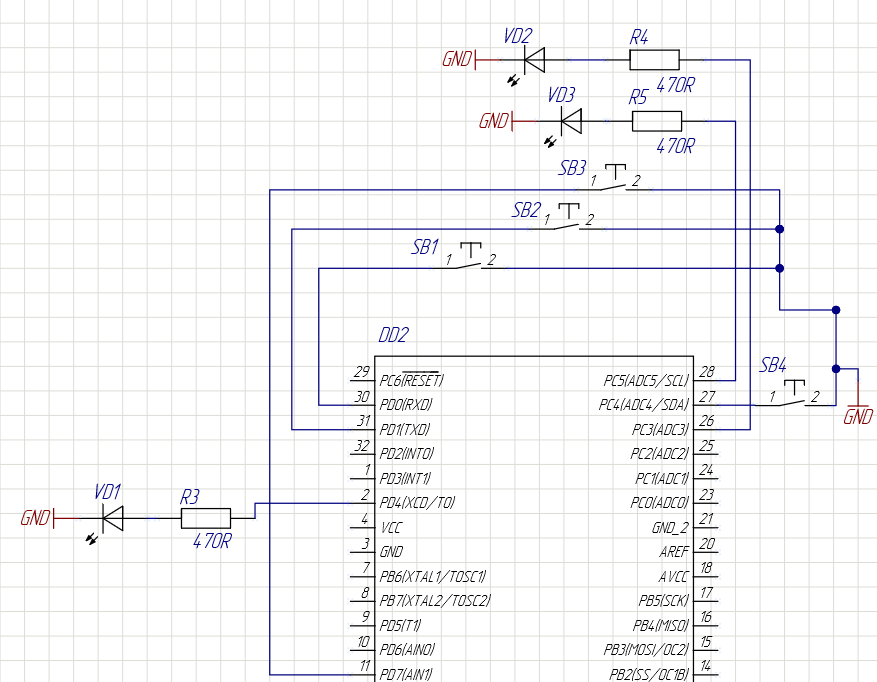 VD2
R4
GND
470R
VD3
R5
GND
470R
SB3
1 2
SB2
1 2
SB1
1 2
DD2
29 PC6(RESET) PC5(ADC5/SCL) 28
SB4
30 PD0(RXD) PC4(ADC4/SDA) 27
1 2
GND
31 PD1(TXD) PC3(ADC3) 26
32 PD2(INT0) PC2(ADC2) 25
1 PD3(INT1) PC1(ADC1) 24
VD1
R3
2 PD4(XCD/T0) PC0(ADC0) 23
GND
470R
4 VCC GND_2 21
3 GND AREF 20
7 PB6(XTAL1/TOSC1) AVCC 18
8 PB7(XTAL2/TOSC2) PB5(SCK) 17
9 PD5(T1) PB4(MISO) 16
10 PD6(AIN0) PB3(MOSI/OC2) 15
11 PD7(AIN1) PB2(SS/OC1B) 14